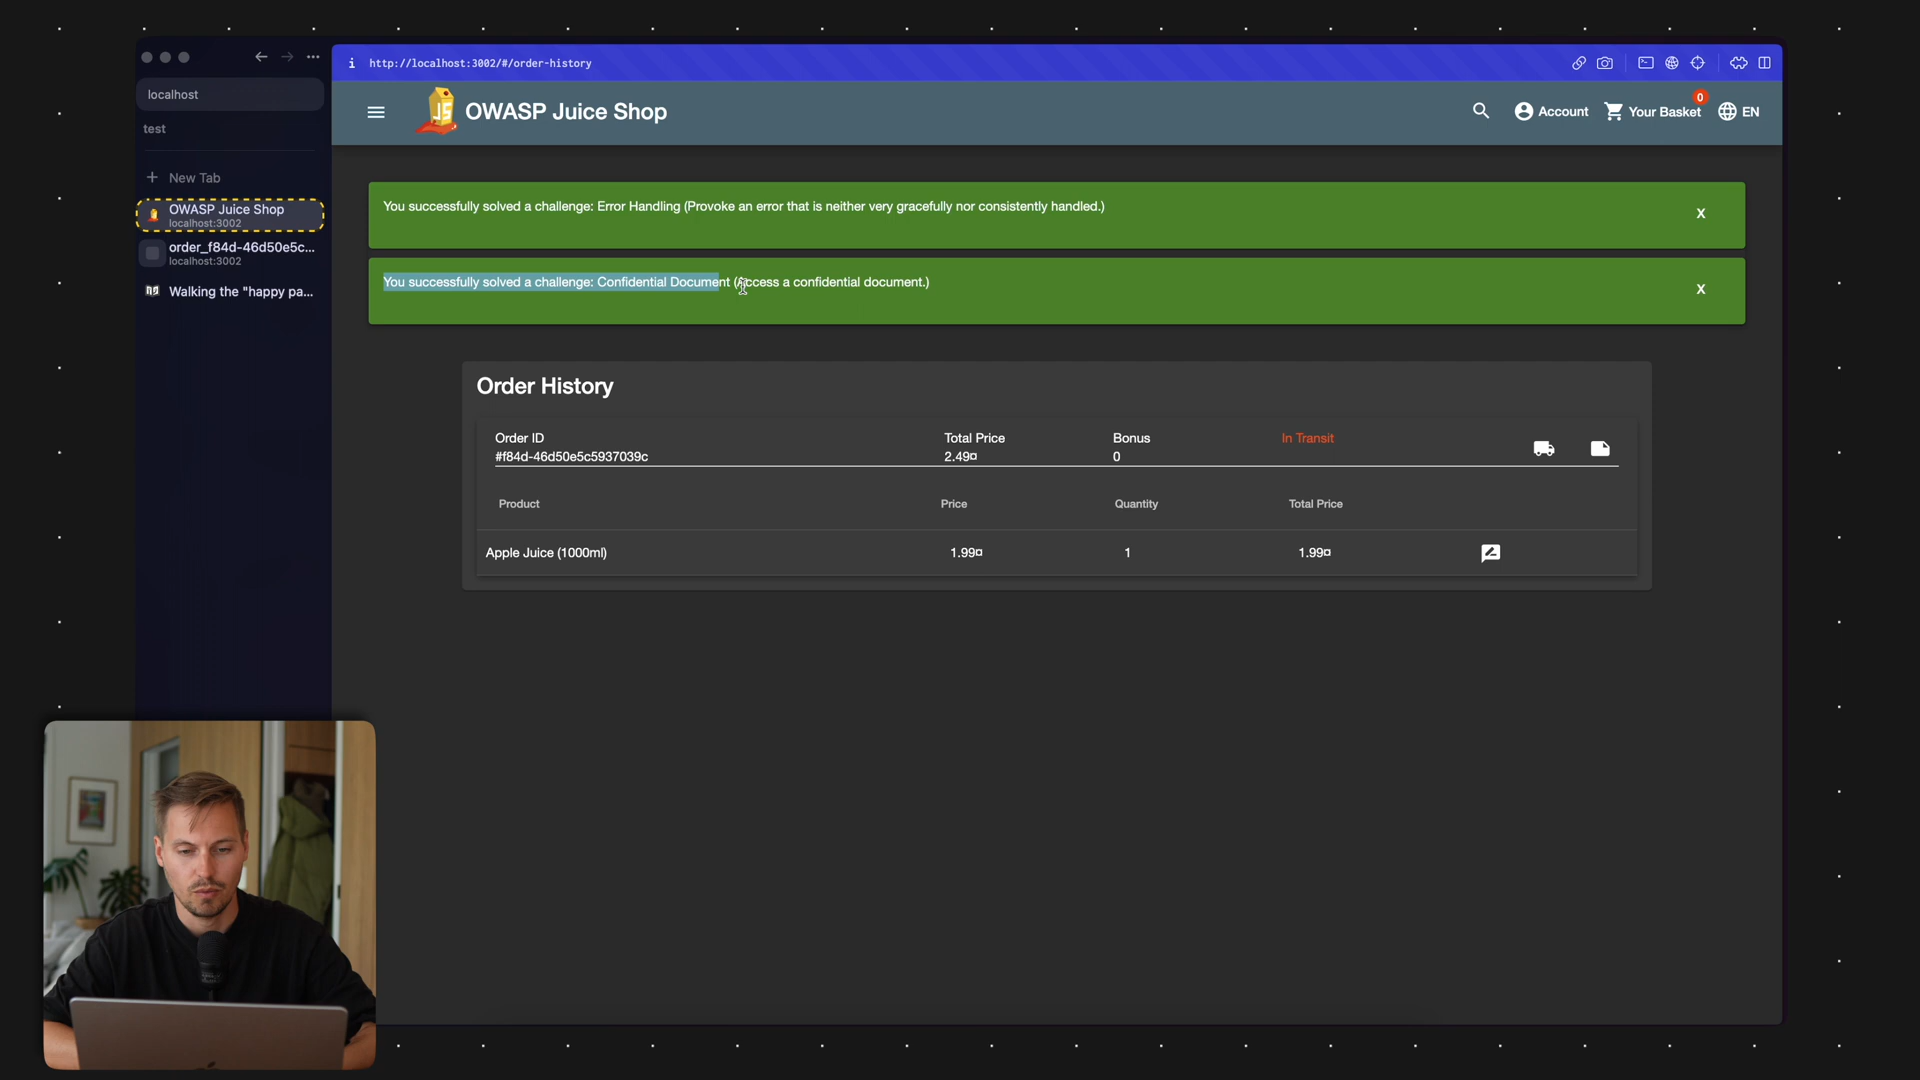 http://localhost:3002/#/order-history
localhost
test
New Tab
OWASP Juice Shop
localhost:3002
order_f84d-46d50e5c...
localhost:3002
Walking the "happy pa...
OWASP Juice Shop
Account
Your Basket
0
EN
You successfully solved a challenge: Error Handling (Provoke an error that is neither very gracefully nor consistently handled.)
X
You successfully solved a challenge: Confidential Document (Access a confidential document.)
X
Order History
Order ID
#f84d-46d50e5c5937039c
Total Price
2.49¤
Bonus
0
In Transit
Product
Price
Quantity
Total Price
Apple Juice (1000ml)
1.99¤
1
1.99¤